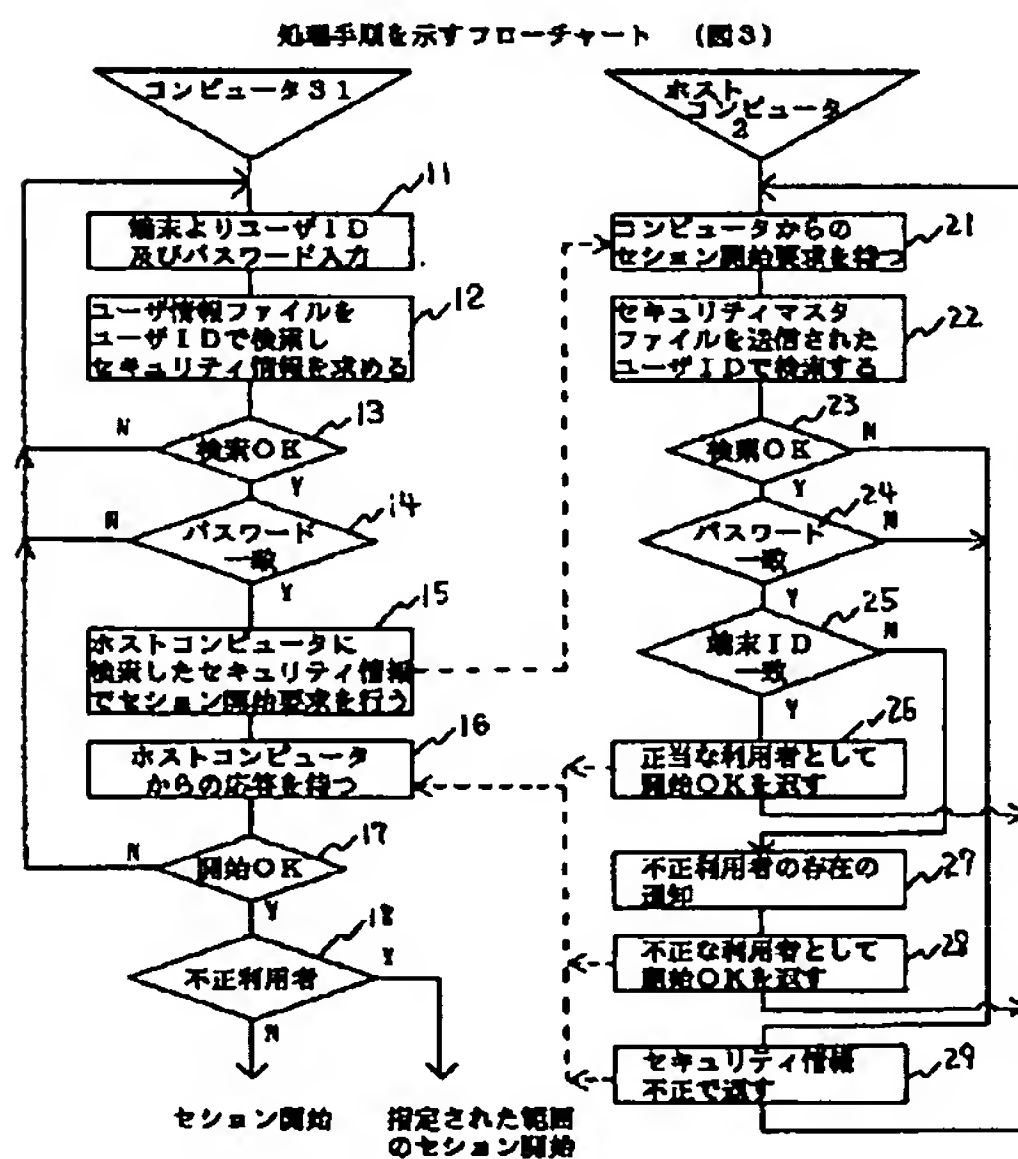 処理手順を示すフローチャート (図3)
コンピュータ31
11
端末よりユーザID
及びパスワード入力
12
ユーザ情報ファイルを
ユーザIDで検索し
セキュリティ情報を求める
13
検索OK
N
Y
14
パスワード
一致
N
Y
15
ホストコンピュータに
検索したセキュリティ情報
でセション開始要求を行う
16
ホストコンピュータ
からの応答を待つ
17
開始OK
N
Y
18
不正利用者
Y
N
セション開始
指定された範囲
のセション開始
ホスト
コンピュータ
2
21
コンピュータからの
セション開始要求を待つ
22
セキュリティマスタ
ファイルを送信された
ユーザIDで検索する
23
検索OK
N
Y
24
パスワード
一致
N
Y
25
端末ID
一致
N
Y
26
正当な利用者として
開始OKを返す
27
不正利用者の存在の
通知
28
不正な利用者として
開始OKを返す
29
セキュリティ情報
不正で返す